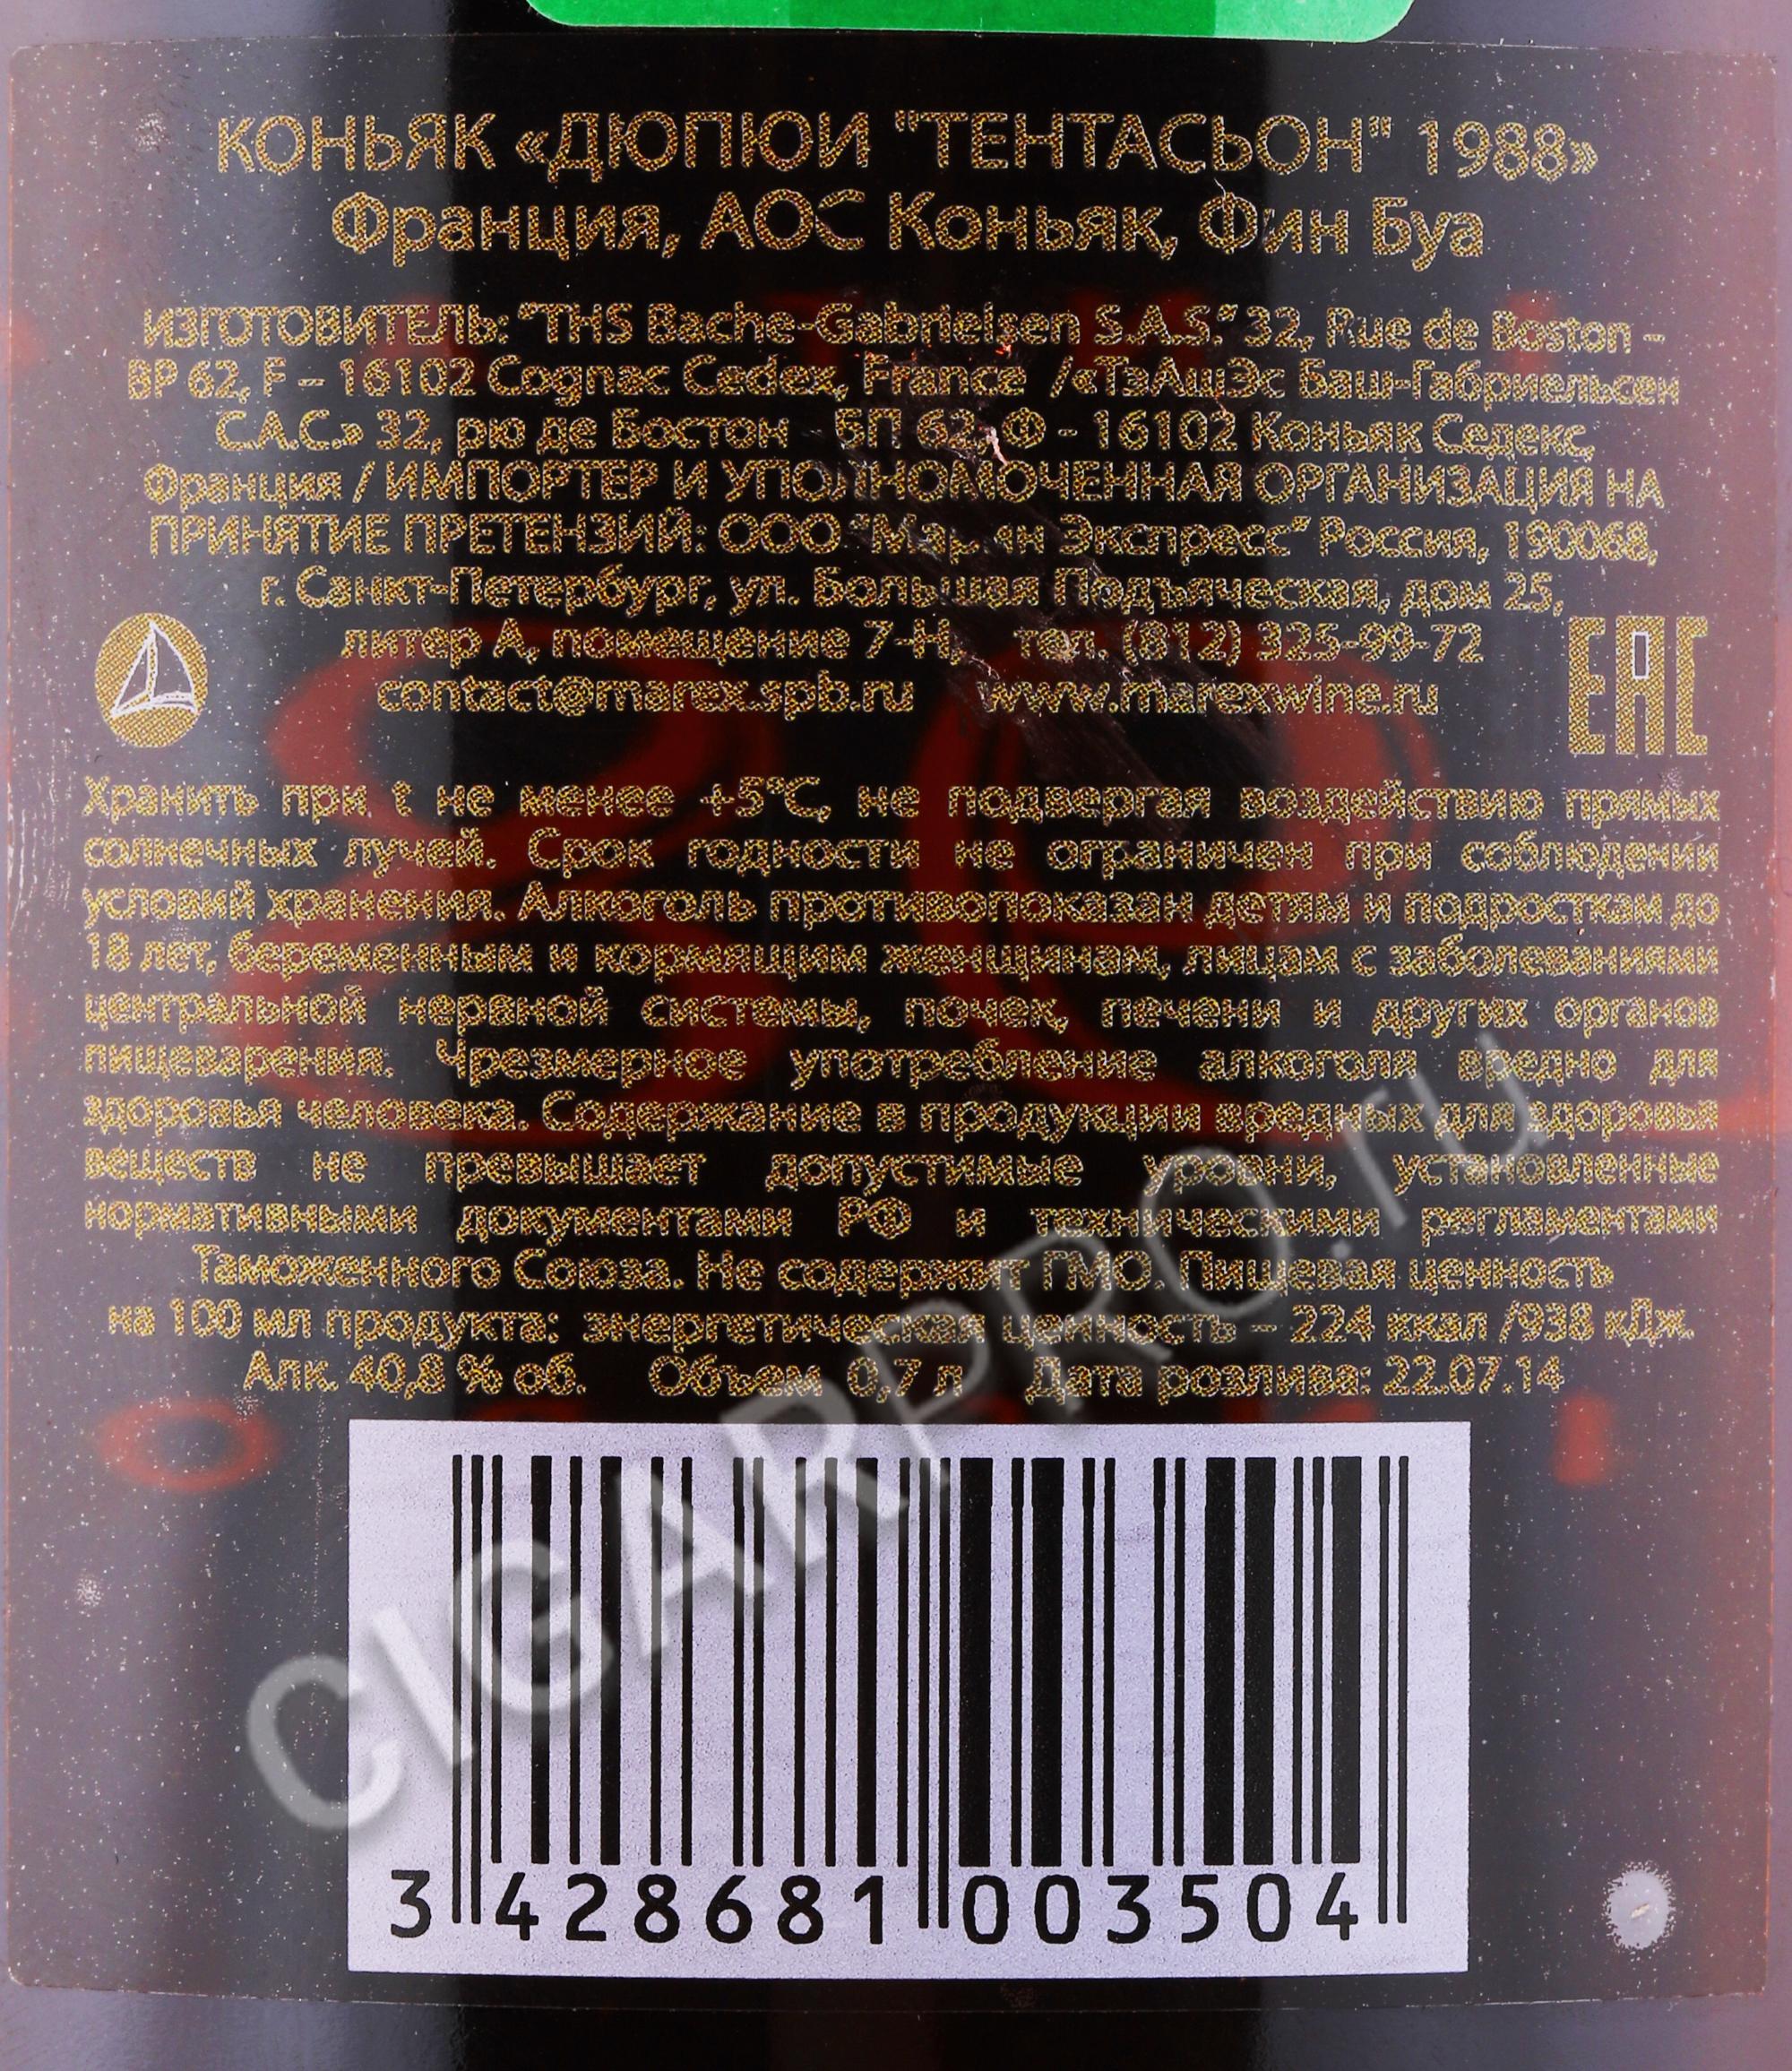 КОНЬЯК «ДЮПЮИ "ТЕНТАСЬОН" 1988»
Франция, АОС Коньяк, Фин Буа
ИЗГОТОВИТЕЛЬ: "THS Bache-Gabrielsen S.A.S." 32, Rue de Boston –
BP 62, F – 16102 Cognac Cedex, France /«ТэАшЭс Баш-Габриельсен
С.А.С.» 32, рю де Бостон БП 62, Ф - 16102 Коньяк Седекс,
Франция / ИМПОРТЕР И УПОЛНОМОЧЕННАЯ ОРГАНИЗАЦИЯ НА
ПРИНЯТИЕ ПРЕТЕНЗИЙ: ООО "Мариян Экспресс" Россия, 190068,
г. Санкт-Петербург, ул. Большая Подъяческая, дом 25,
литер А, помещение 7-Н, тел. (812) 325-99-72
contact@marex.spb.ru www.marexwine.ru
ЕАС
Хранить при t не менее +5°С, не подвергая воздействию прямых
солнечных лучей. Срок годности не ограничен при соблюдении
условий хранения. Алкоголь противопоказан детям и подросткам до
18 лет, беременным и кормящим женщинам, лицам с заболеваниями
центральной нервной системы, почек, печени и других органов
пищеварения. Чрезмерное употребление алкоголя вредно для
здоровья человека. Содержание в продукции вредных для здоровья
веществ не превышает допустимые уровни, установленные
нормативными документами РФ и техническими регламентами
Таможенного Союза. Не содержит ГМО. Пищевая ценность
на 100 мл продукта: энергетическая ценность – 224 ккал /938 кДж.
Алк. 40,8 % об. Объем 0,7 л Дата розлива: 22.07.14
3 428681 003504
CIGARPRO.ru